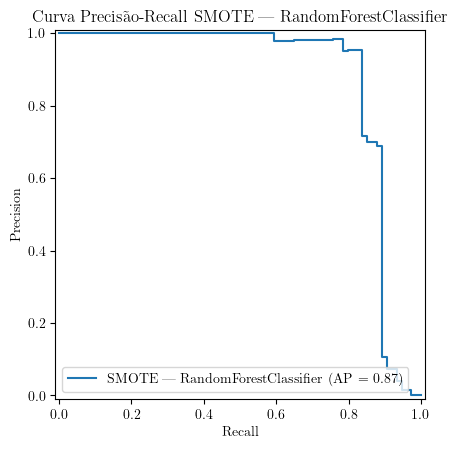 Curva Precisão-Recall SMOTE — RandomForestClassifier
1.0
0.8
0.6
0.4
0.2
0.0
Precision
SMOTE — RandomForestClassifier (AP = 0.87)
0.0 0.2 0.4 0.6 0.8 1.0
Recall